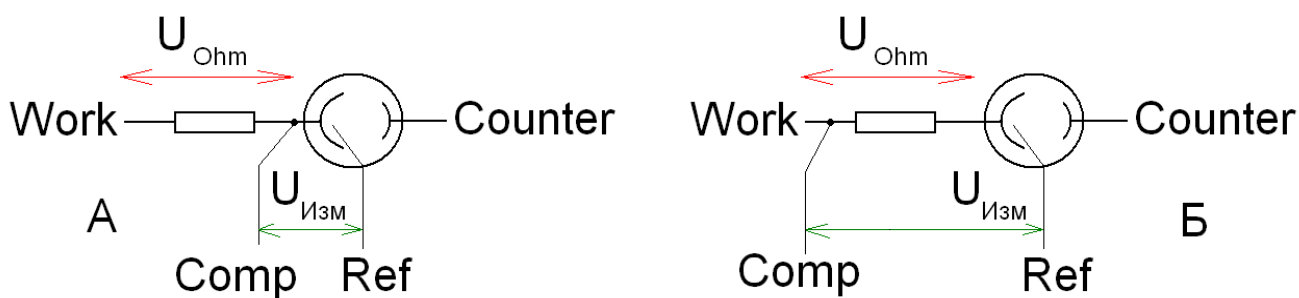 U Ohm
Work
Counter
A
U Изм
Comp
Ref
U Ohm
Work
Counter
U Изм
Б
Comp
Ref